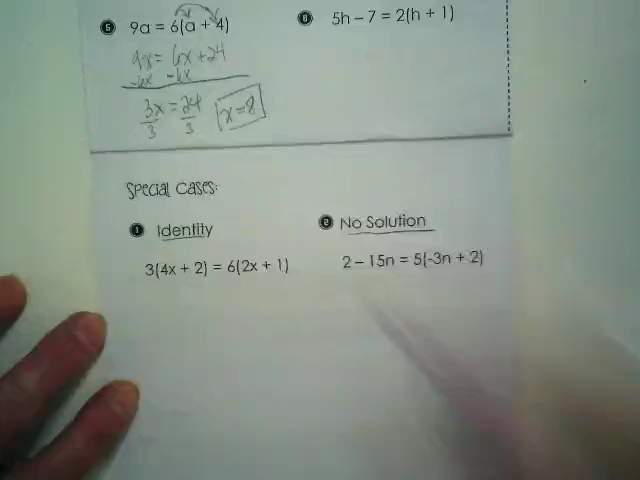 5 9a = 6(a + 4)
9x = 6x + 24
-6x -6x
3x = 24
3 3
x = 8
6 5h – 7 = 2(h + 1)
Special Cases:
1 Identity
3(4x + 2) = 6(2x + 1)
2 No Solution
2 – 15n = 5(-3n + 2)